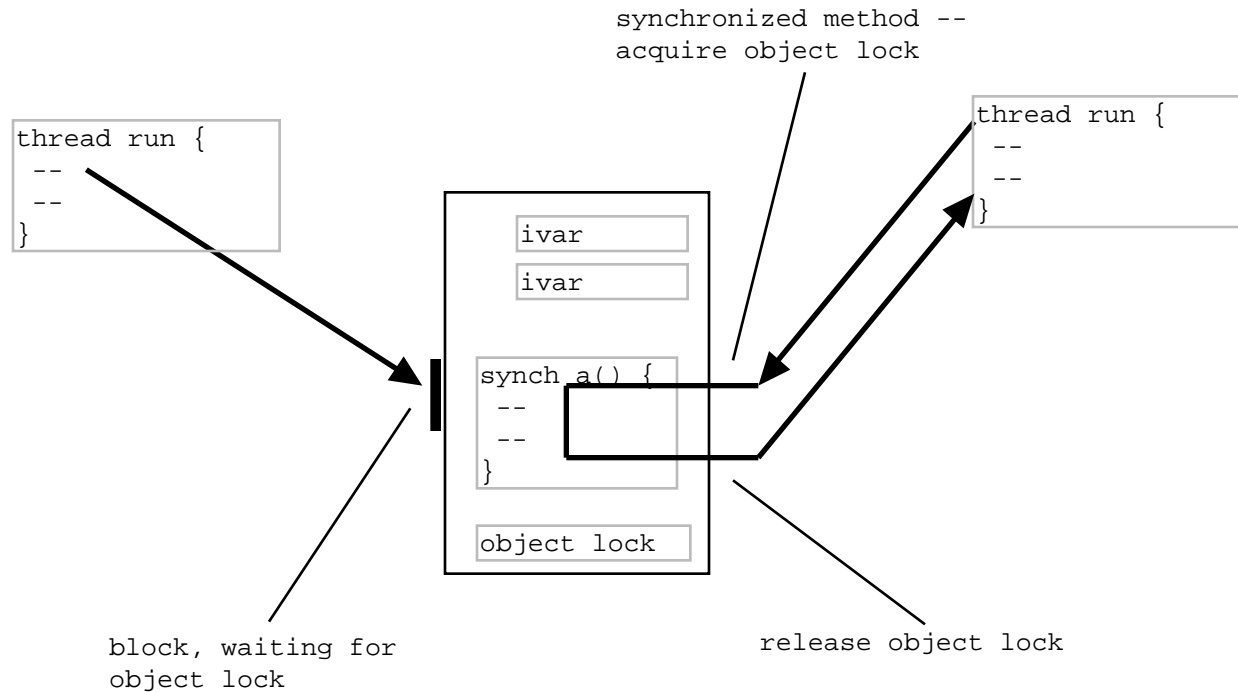 synchronized method --
acquire object lock
thread run {
--
--
}
thread run {
--
--
}
ivar
ivar
synch a() {
--
--
}
object lock
block, waiting for
object lock
release object lock